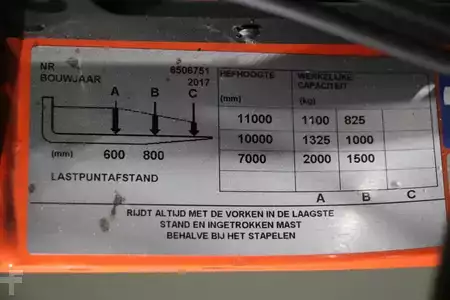 NR 6506751
BOUWJAAR 2017
A B C
(mm) 600 800
LASTPUNTAFSTAND
HEFHOOGTE WERKELIJKE
CAPACITEIT
(mm) (kg)
11000 1100 825
10000 1325 1000
7000 2000 1500
A B C
RIJDT ALTIJD MET DE VORKEN IN DE LAAGSTE
STAND EN INGETROKKEN MAST
BEHALVE BIJ HET STAPELEN
F